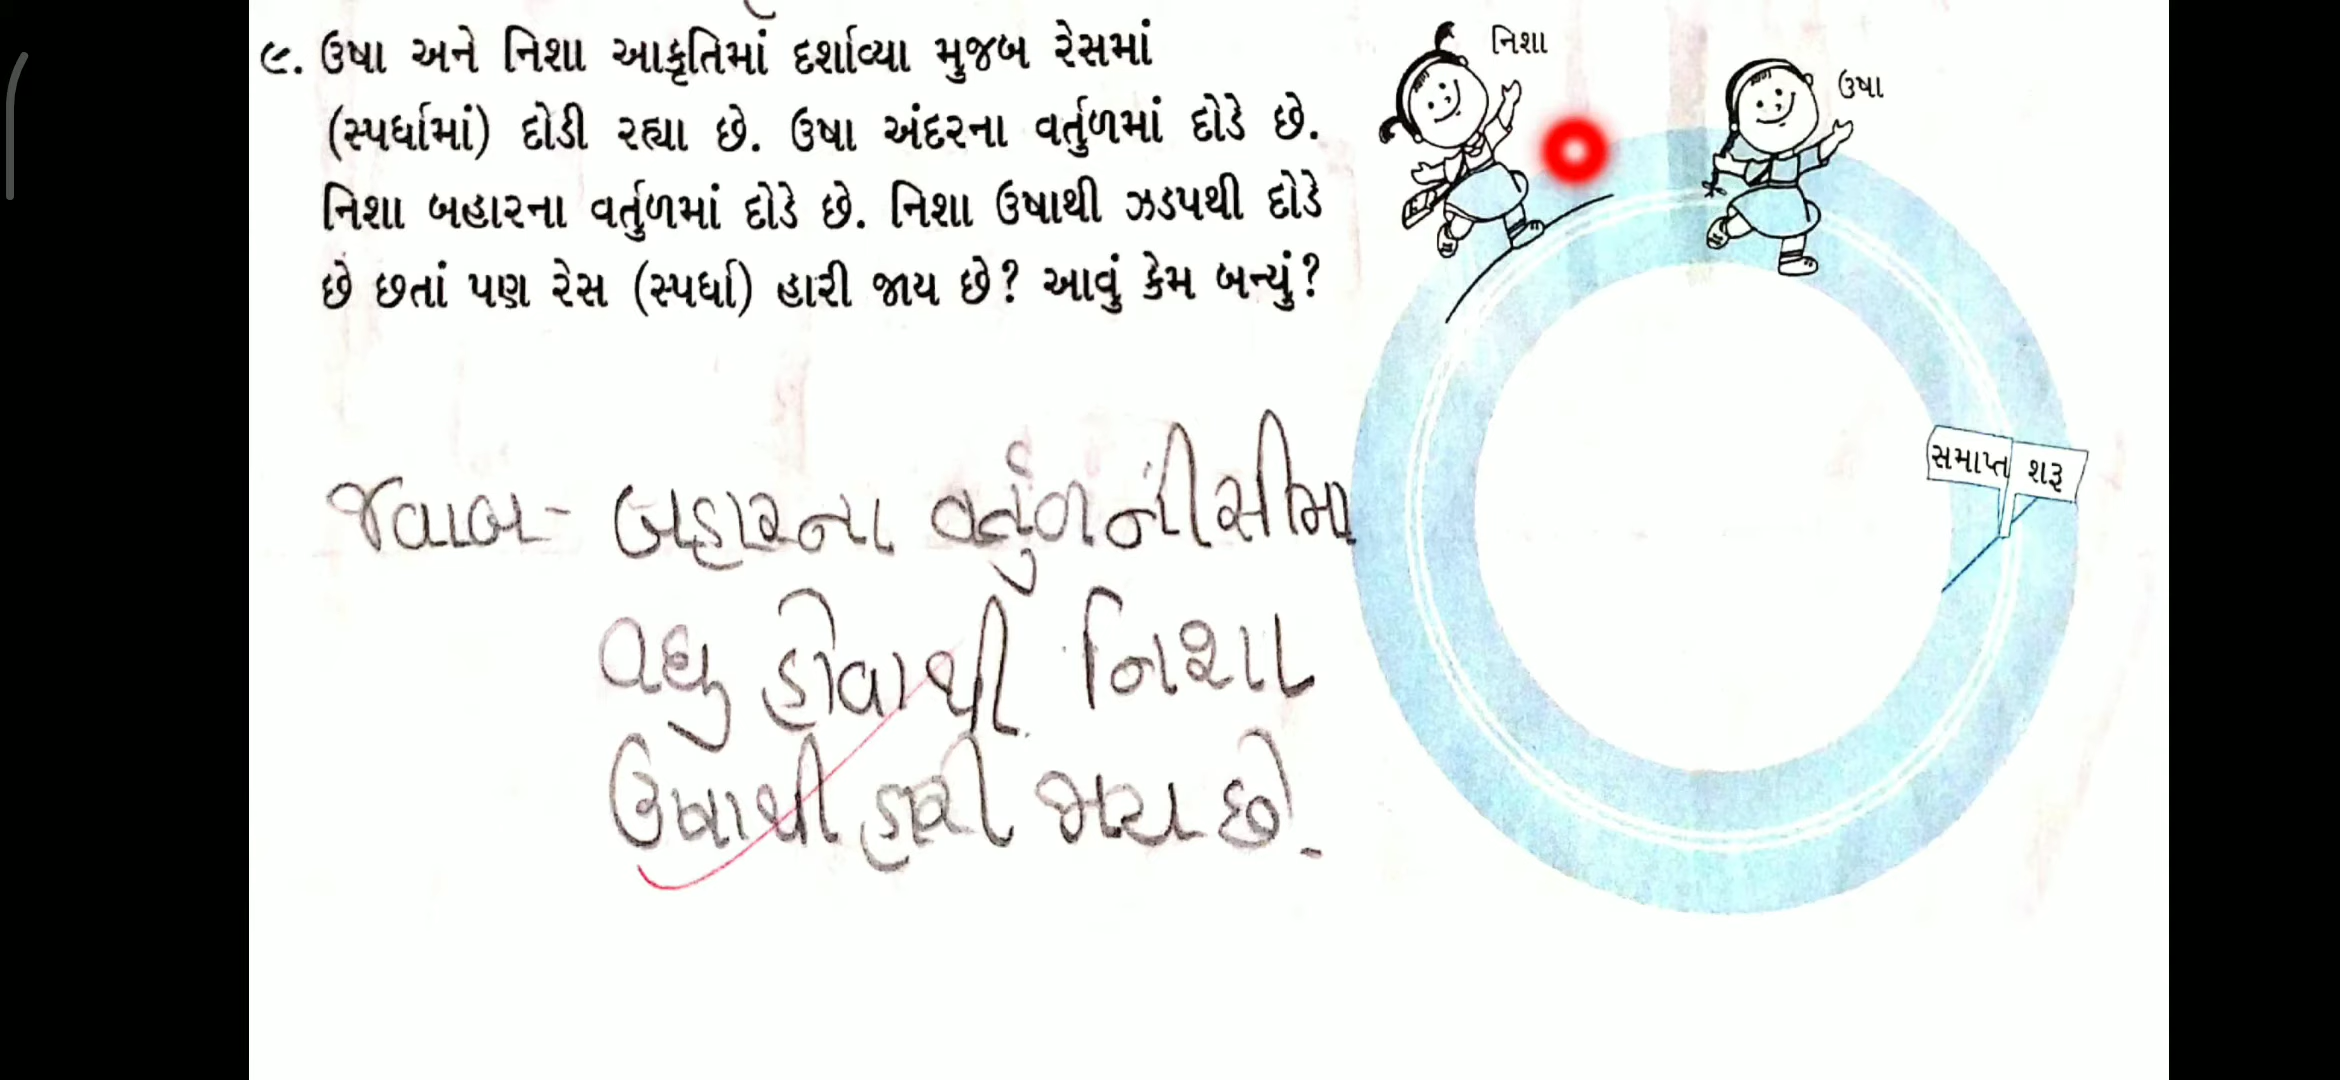 ૯. ઉષા અને નિશા આકૃતિમાં દર્શાવ્યા મુજબ રેસમાં
(સ્પર્ધામાં) દોડી રહ્યા છે. ઉષા અંદરના વર્તુળમાં દોડે છે.
નિશા બહારના વર્તુળમાં દોડે છે. નિશા ઉષાથી ઝડપથી દોડે
છે છતાં પણ રેસ (સ્પર્ધા) હારી જાય છે? આવું કેમ બન્યું?
નિશા
ઉષા
સમાપ્ત શરૂ
જવાબ - બહારના વર્તુળની સીમા
વધુ હોવાથી નિશા
ઉષાથી હારી જાય છે.